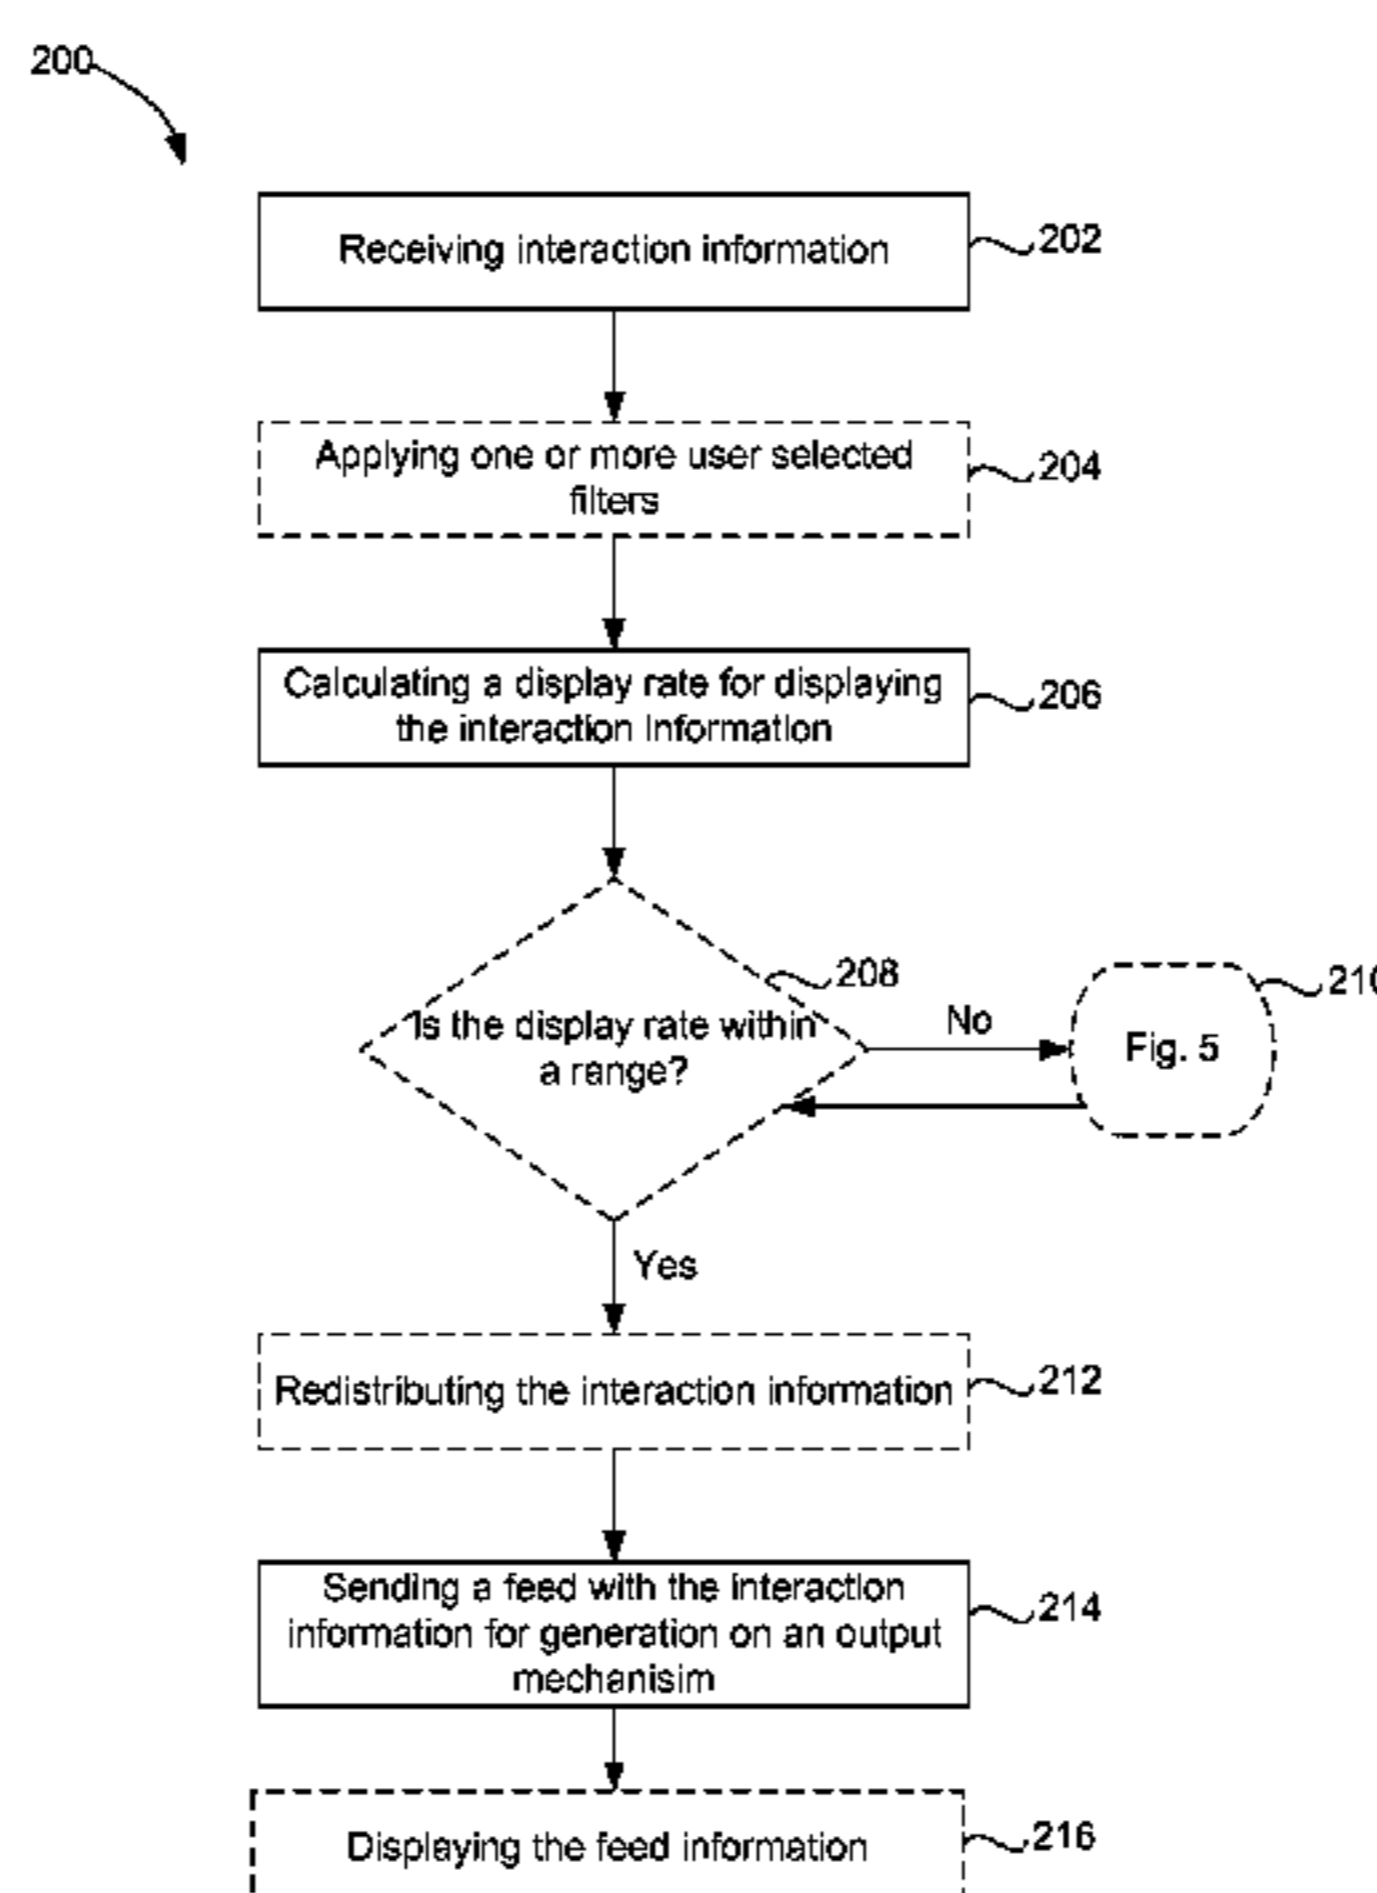 200
Receiving interaction information
202
Applying one or more user selected
filters
204
Calculating a display rate for displaying
the interaction information
206
208
Is the display rate within
a range?
No
Fig. 5
210
Yes
Redistributing the interaction information
212
Sending a feed with the interaction
information for generation on an output
mechanisim
214
Displaying the feed information
216